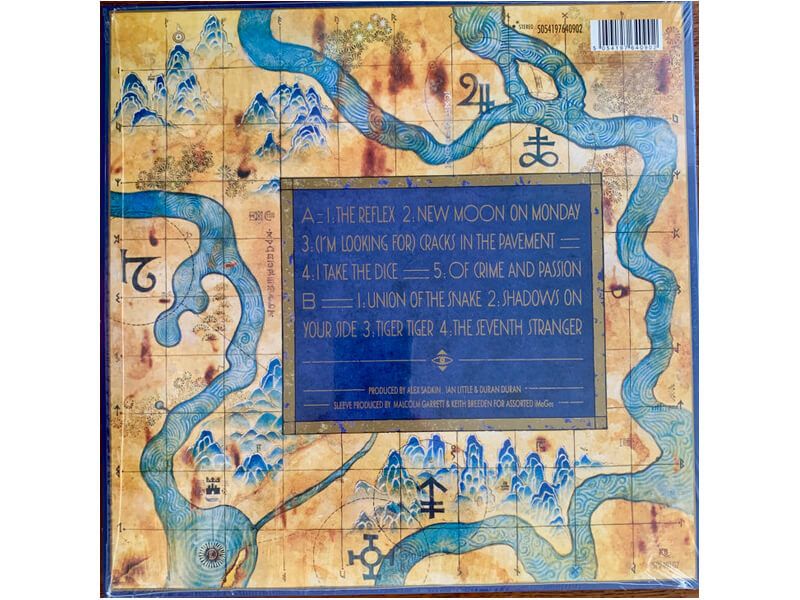 STEREO 5054197640902
5 054197 640902
A – 1. THE REFLEX 2. NEW MOON ON MONDAY
3. (I'M LOOKING FOR) CRACKS IN THE PAVEMENT —
4. I TAKE THE DICE — 5. OF CRIME AND PASSION
B — 1. UNION OF THE SNAKE 2. SHADOWS ON
YOUR SIDE 3. TIGER TIGER 4. THE SEVENTH STRANGER
PRODUCED BY ALEX SADKIN, IAN LITTLE & DURAN DURAN
SLEEVE PRODUCED BY MALCOLM GARRETT & KEITH BREEDEN FOR ASSORTED iMaGes